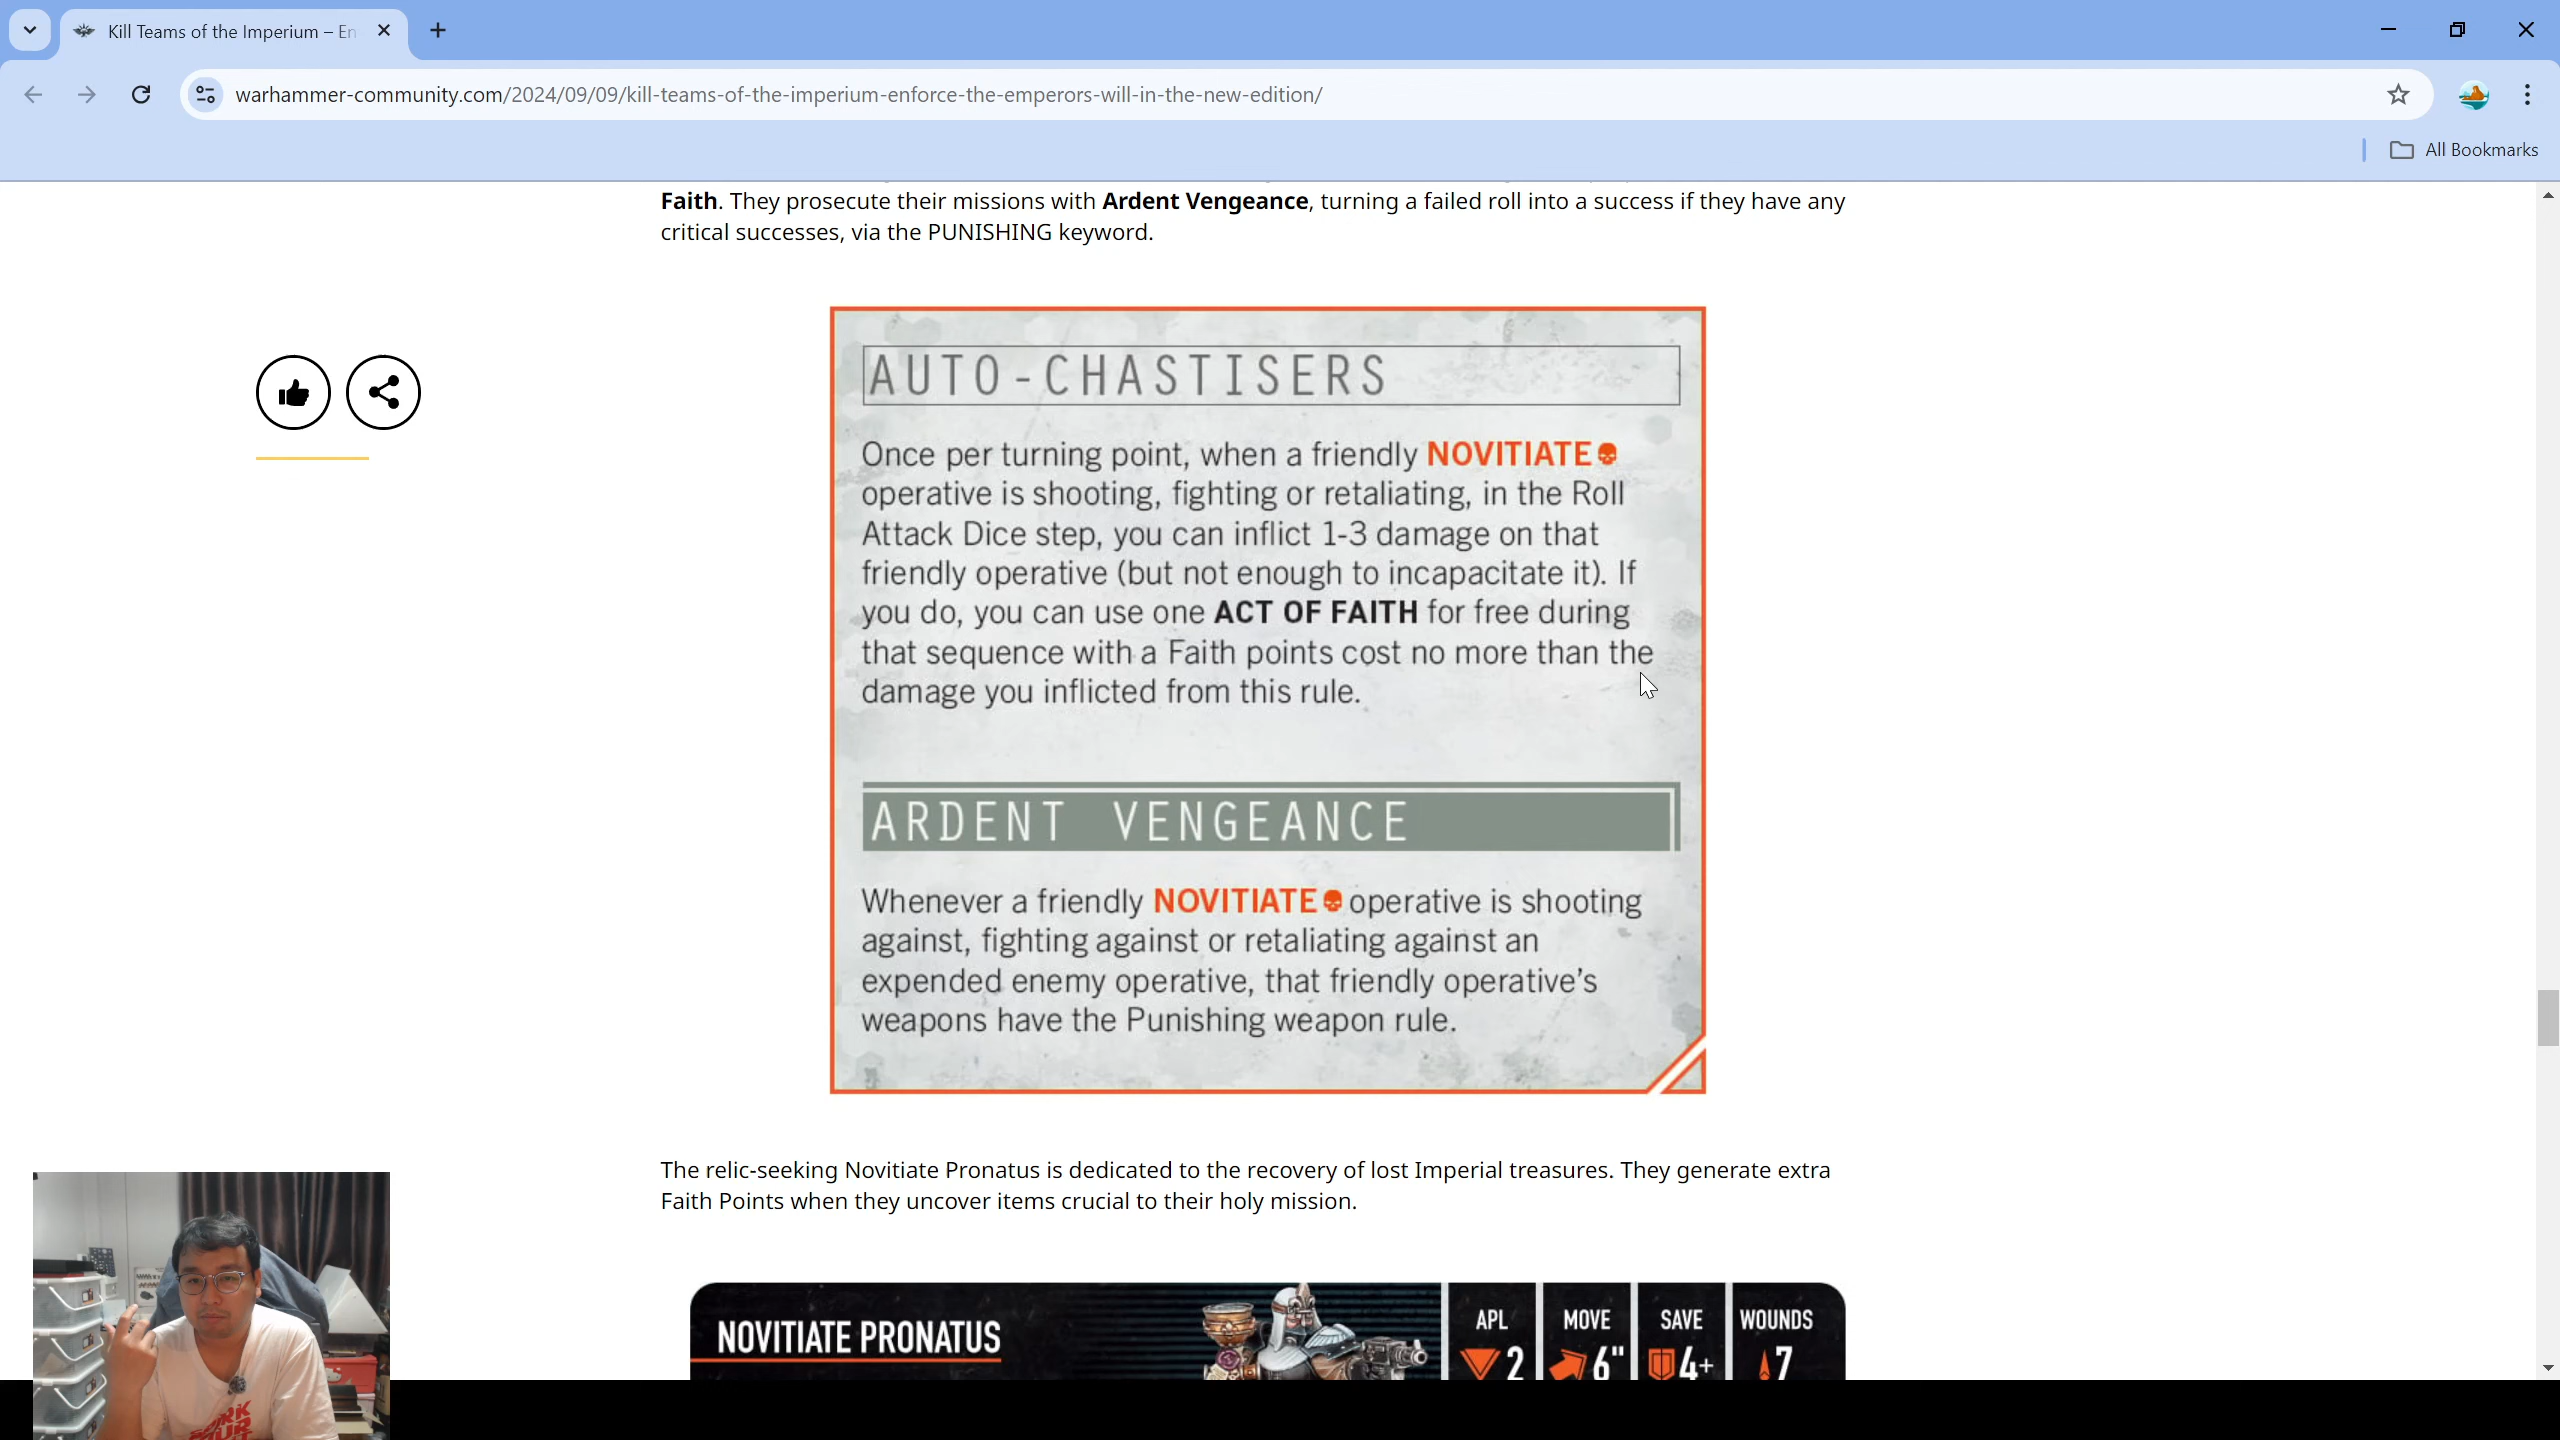 Kill Teams of the Imperium – En
warhammer-community.com/2024/09/09/kill-teams-of-the-imperium-enforce-the-emperors-will-in-the-new-edition/
All Bookmarks
Faith. They prosecute their missions with Ardent Vengeance, turning a failed roll into a success if they have any
critical successes, via the PUNISHING keyword.
AUTO-CHASTISERS
Once per turning point, when a friendly NOVITIATE
operative is shooting, fighting or retaliating, in the Roll
Attack Dice step, you can inflict 1-3 damage on that
friendly operative (but not enough to incapacitate it). If
you do, you can use one ACT OF FAITH for free during
that sequence with a Faith points cost no more than the
damage you inflicted from this rule.
ARDENT VENGEANCE
Whenever a friendly NOVITIATE operative is shooting
against, fighting against or retaliating against an
expended enemy operative, that friendly operative's
weapons have the Punishing weapon rule.
The relic-seeking Novitiate Pronatus is dedicated to the recovery of lost Imperial treasures. They generate extra
Faith Points when they uncover items crucial to their holy mission.
NOVITIATE PRONATUS
APL MOVE SAVE WOUNDS
2 6" 4+ 7